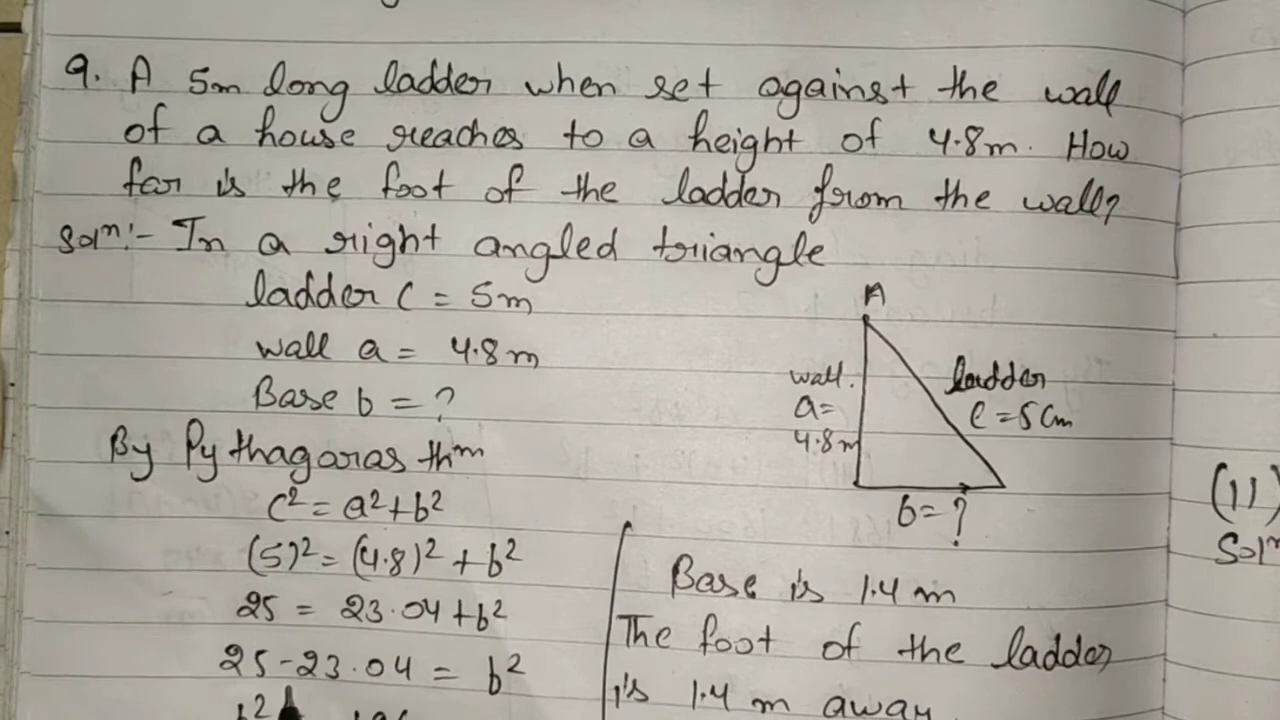 9. A 5m long ladder when set against the wall
of a house reaches to a height of 4.8m. How
far is the foot of the ladder from the wall?
Solⁿ:- In a right angled triangle
ladder c = 5m
wall a = 4.8m
Base b = ?
By Pythagoras thm
c² = a² + b²
(5)² = (4.8)² + b²
25 = 23.04 + b²
25 - 23.04 = b²
b²
A
wall.
a =
4.8m
ladder
c = 5cm
b = ?
Base is 1.4 m
The foot of the ladder
is 1.4 m away
(11)
Solⁿ